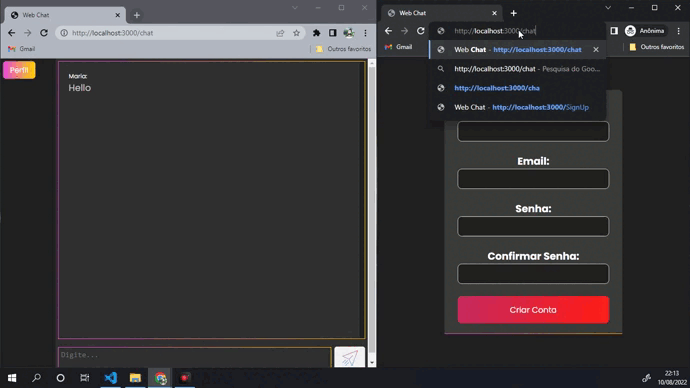 Web Chat
http://localhost:3000/chat
Gmail
Outros favoritos
Perfil
Maria:
Hello
Digite...
Web Chat
http://localhost:3000/chat
Anônima
Gmail
Outros favoritos
Web Chat - http://localhost:3000/chat
http://localhost:3000/chat - Pesquisa do Goo...
http://localhost:3000/cha
Web Chat - http://localhost:3000/SignUp
Email:
Senha:
Confirmar Senha:
Criar Conta
22:13
10/08/2022